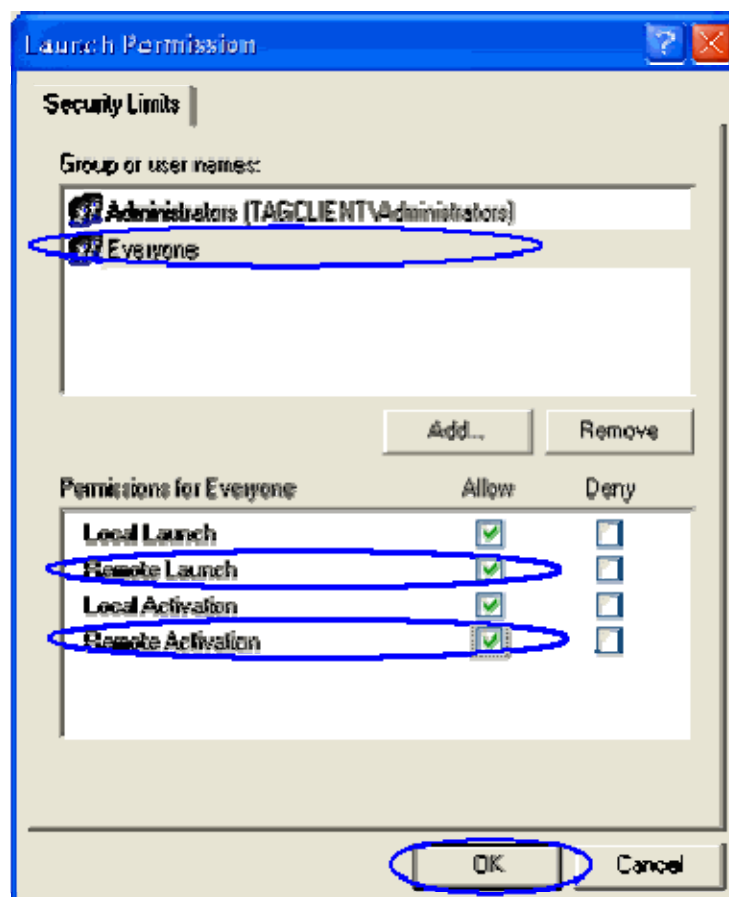 Launch Permission
Security Limits
Group or user names:
Administrators (TAGCLIENT\Administrators)
Everyone
Add...
Remove
Permissions for Everyone
Allow
Deny
Local Launch
Remote Launch
Local Activation
Remote Activation
OK
Cancel